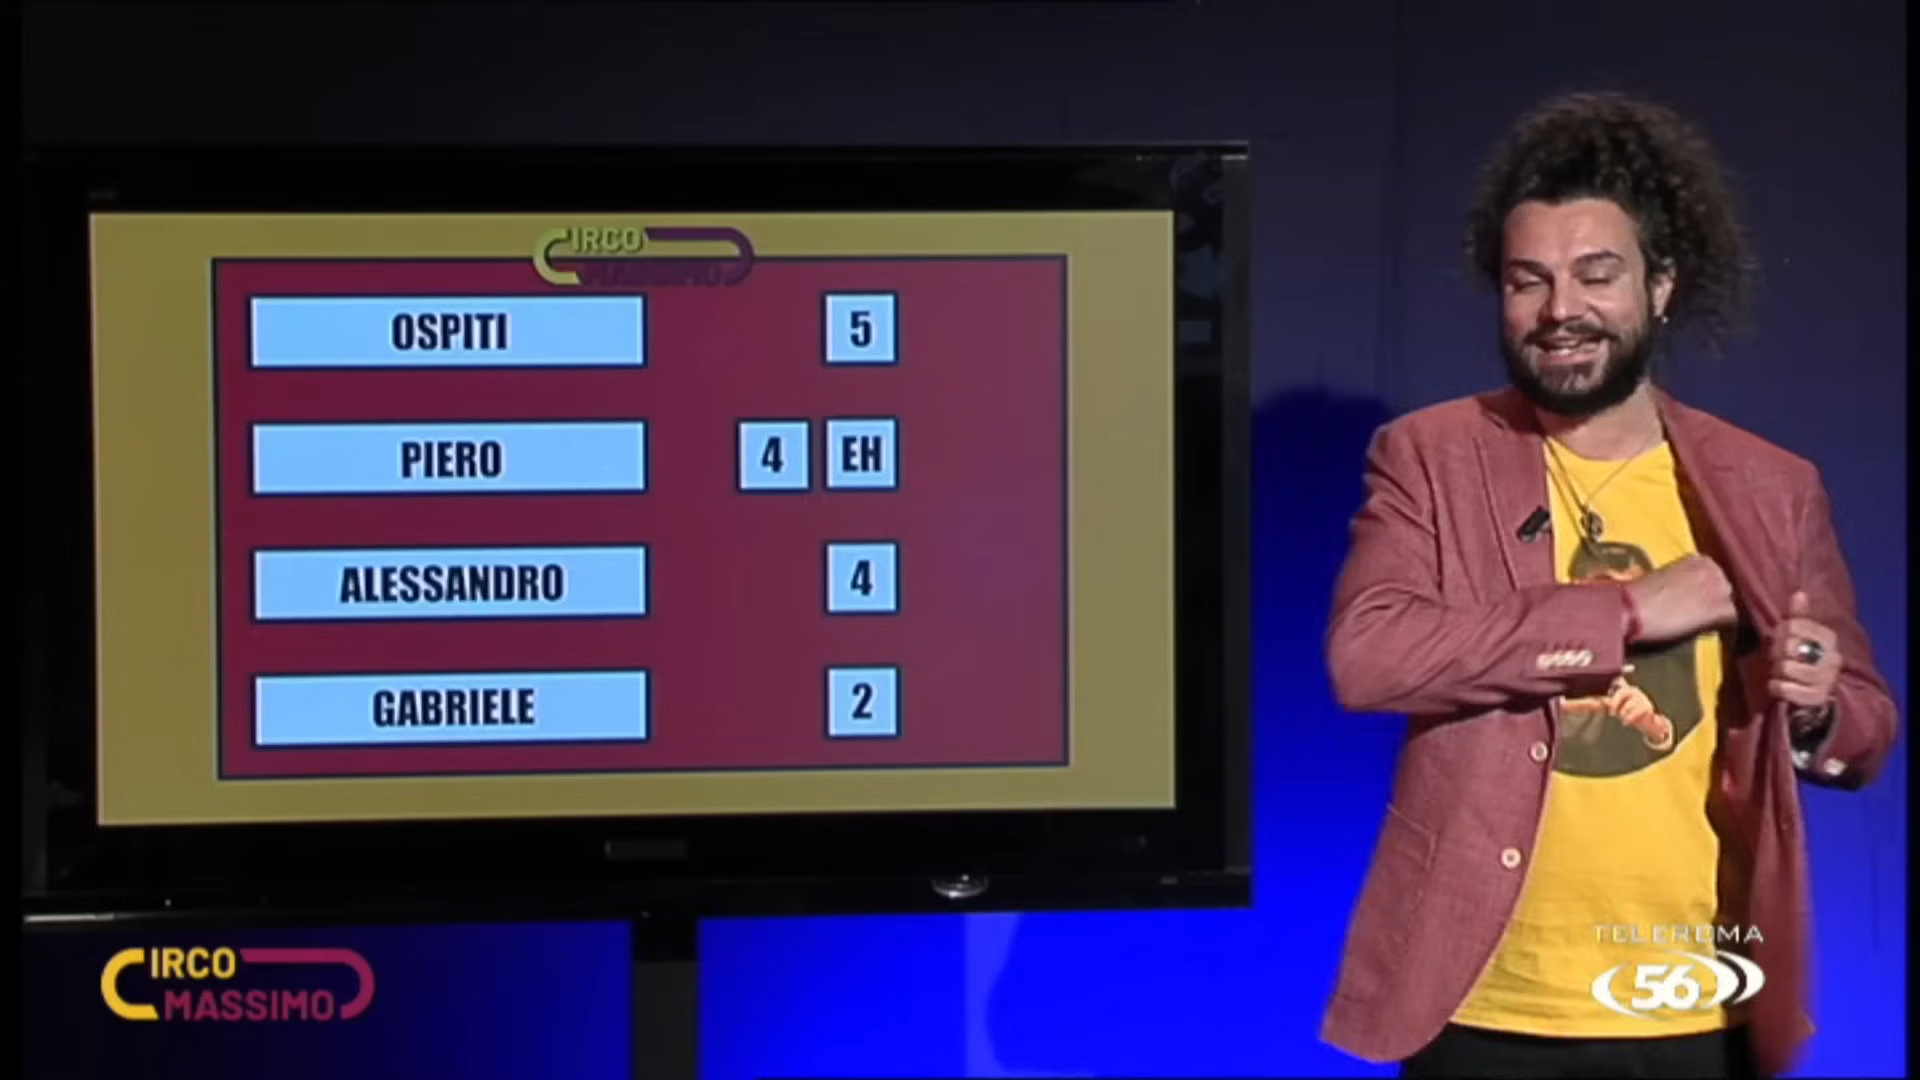 CIRCO
MASSIMO
OSPITI 5
PIERO 4 EH
ALESSANDRO 4
GABRIELE 2
CIRCO
MASSIMO
TELEROMA
56